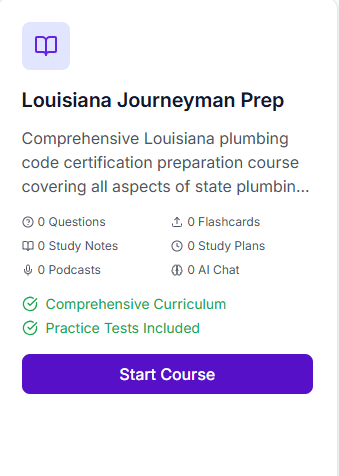 Louisiana Journeyman Prep
Comprehensive Louisiana plumbing
code certification preparation course
covering all aspects of state plumbin...
0 Questions
0 Flashcards
0 Study Notes
0 Study Plans
0 Podcasts
0 AI Chat
Comprehensive Curriculum
Practice Tests Included
Start Course